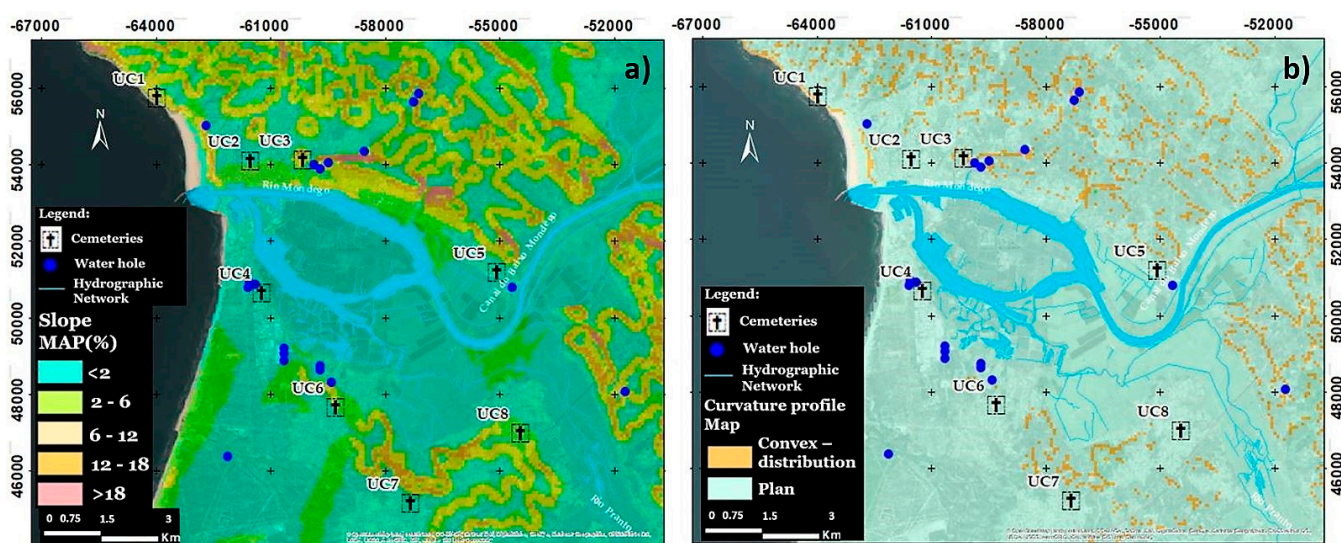 -67000 -64000 -61000 -58000 -55000 -52000
a)
56000
54000
52000
50000
48000
46000
N
UC1
UC2
UC3
Rio Mondego
UC4
UC5
Canal do Baixo Mondego
UC6
UC8
UC7
Rio Pranto
Legend:
Cemeteries
Water hole
Hydrographic
Network
Slope
MAP(%)
<2
2 - 6
6 - 12
12 - 18
>18
0 0.75 1.5 3
Km
-67000 -64000 -61000 -58000 -55000 -52000
b)
56000
54000
52000
50000
48000
46000
N
UC1
UC2
UC3
Rio Mondego
UC4
UC5
UC6
UC8
UC7
Rio Pranto
Legend:
Cemeteries
Water hole
Hydrographic
Network
Curvature profile
Map
Convex –
distribution
Plan
0 0.75 1.5 3
Km